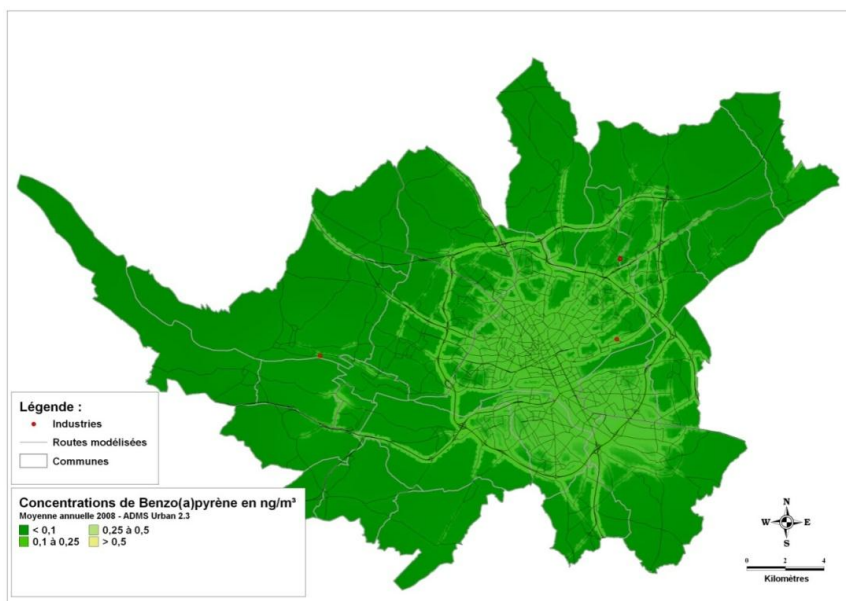 Légende :
Industries
Routes modélisées
Communes
Concentrations de Benzo(a)pyrène en ng/m³
Moyenne annuelle 2008 - ADMS Urban 2.3
< 0,1 0,25 à 0,5
0,1 à 0,25 > 0,5
N
W E
S
0 2 4
Kilomètres